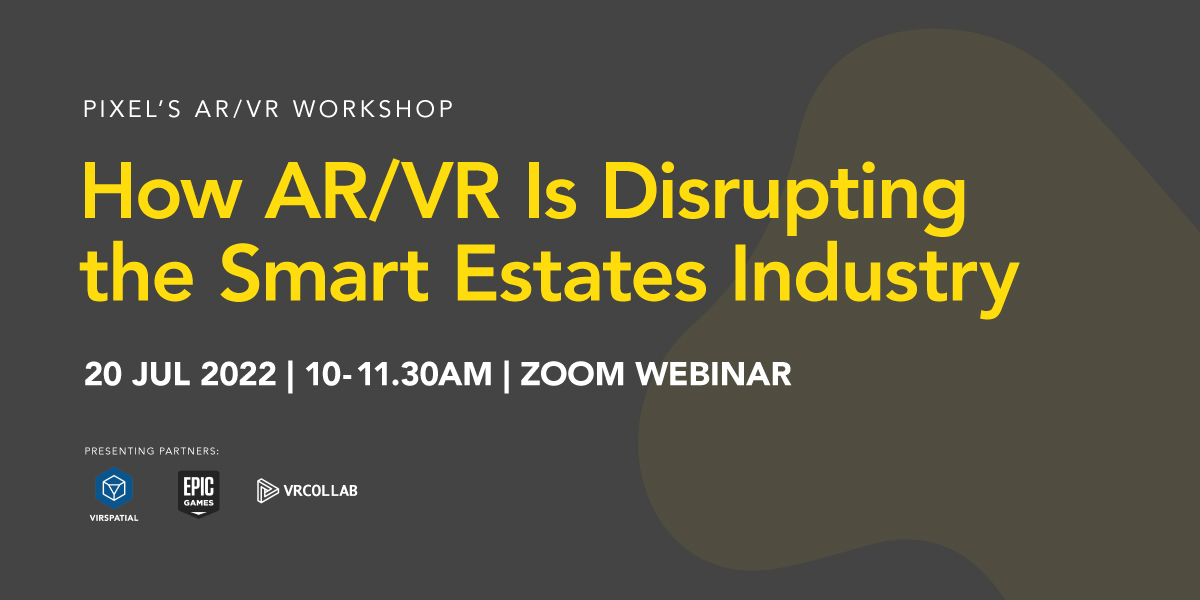 PIXEL'S AR/VR WORKSHOP
How AR/VR Is Disrupting
the Smart Estates Industry
20 JUL 2022 | 10-11.30AM | ZOOM WEBINAR
PRESENTING PARTNERS:
VIRSPATIAL
EPIC
GAMES
VRCOLLAB